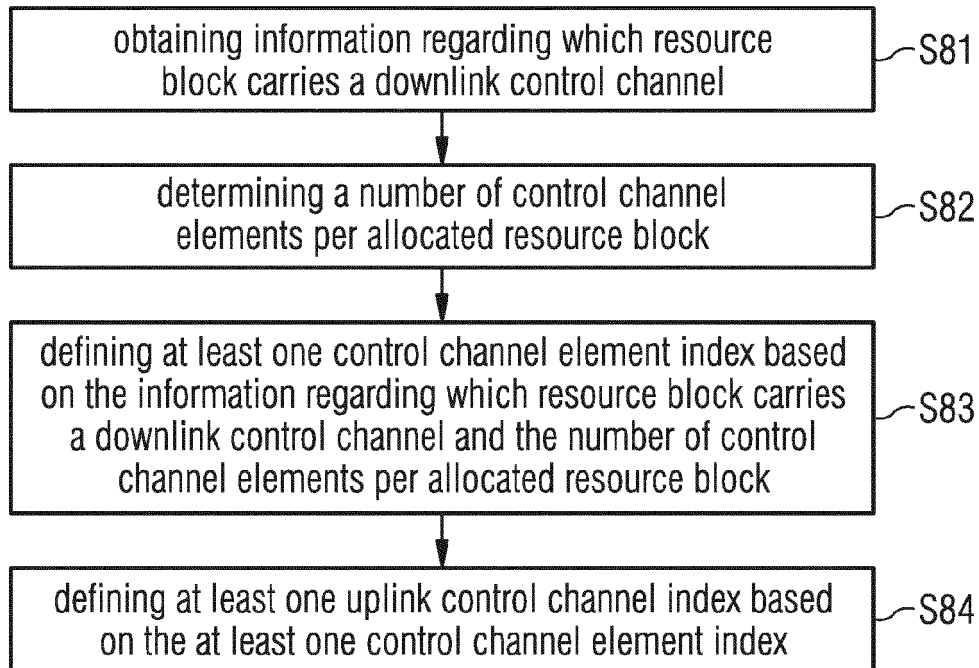 obtaining information regarding which resource
block carries a downlink control channel
S81
determining a number of control channel
elements per allocated resource block
S82
defining at least one control channel element index based
on the information regarding which resource block carries
a downlink control channel and the number of control
channel elements per allocated resource block
S83
defining at least one uplink control channel index based
on the at least one control channel element index
S84